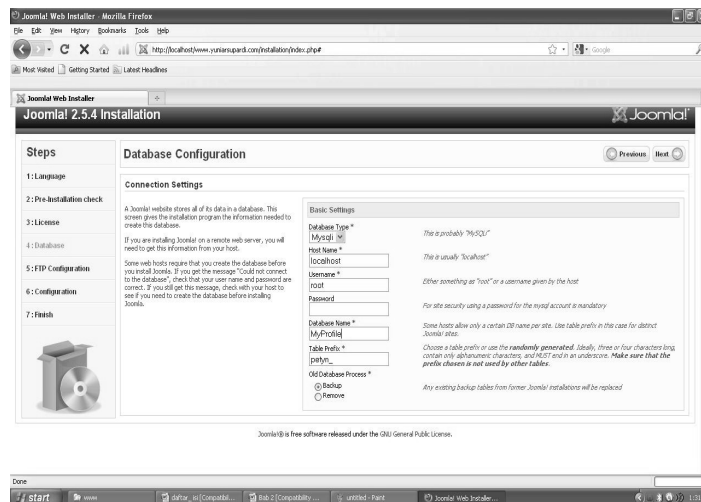 Joomla! Web Installer - Mozilla Firefox
File Edit View History Bookmarks Tools Help
http://localhost/www.yuniarsupardi.com/installation/index.php#
Google
Most Visited Getting Started Latest Headlines
Joomla! Web Installer
Joomla! 2.5.4 Installation
Joomla!
Steps
Database Configuration
Previous Next
1 : Language
2 : Pre-Installation check
3 : License
4 : Database
5 : FTP Configuration
6 : Configuration
7 : Finish
Connection Settings
A Joomla! website stores all of its data in a database. This
screen gives the installation program the information needed to
create this database.
If you are installing Joomla! on a remote web server, you will
need to get this information from your host.
Some web hosts require that you create the database before
you install Joomla. If you get the message "Could not connect
to the database", check that your user name and password are
correct. If you still get this message, check with your host to
see if you need to create the database before installing
Joomla.
Basic Settings
Database Type *
Mysqli
This is probably "MySQLi"
Host Name *
localhost
This is usually "localhost"
Username *
root
Either something as "root" or a username given by the host
Password
For site security using a password for the mysql account is mandatory
Database Name *
MyProfile
Some hosts allow only a certain DB name per site. Use table prefix in this case for distinct
Joomla! sites.
Table Prefix *
Choose a table prefix or use the randomly generated. Ideally, three or four characters long,
contain only alphanumeric characters, and MUST end in an underscore. Make sure that the
prefix chosen is not used by other tables.
Old Database Process *
Backup
Remove
Any existing backup tables from former Joomla! installations will be replaced
Joomla!® is free software released under the GNU General Public License.
Done
start
www
daftar_isi [Compatibil...
Bab 2 [Compatibility ...
untitled - Paint
Joomla! Web Installer...